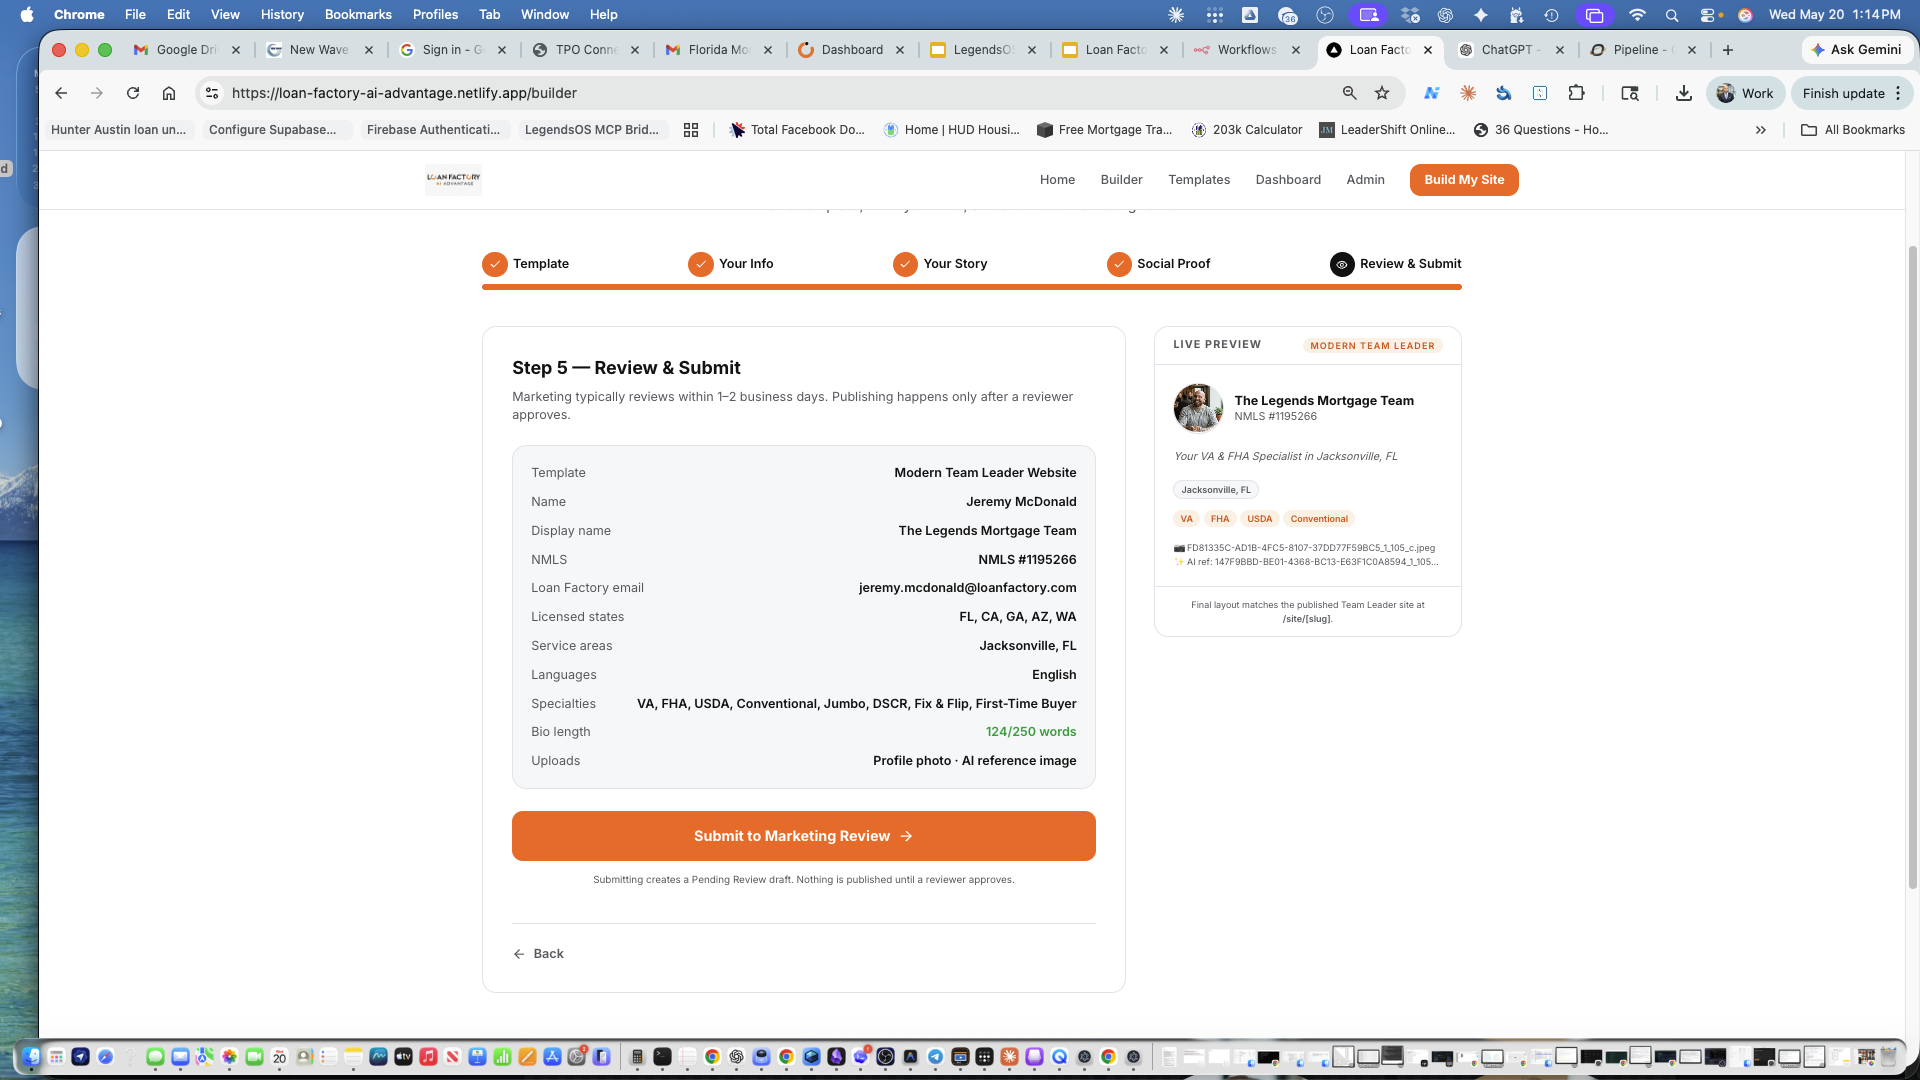 Chrome File Edit View History Bookmarks Profiles Tab Window Help
36
Wed May 20 1:14 PM
Google Dri
New Wave
Sign in - G
TPO Conne
Florida Mo
Dashboard
LegendsOS
Loan Facto
Workflows
Loan Facto
ChatGPT -
Pipeline -
Ask Gemini
https://loan-factory-ai-advantage.netlify.app/builder
Work
Finish update
Hunter Austin loan un...
Configure Supabase...
Firebase Authenticati...
LegendsOS MCP Brid...
Total Facebook Do...
Home | HUD Housi...
Free Mortgage Tra...
203k Calculator
LeaderShift Online...
36 Questions - Ho...
All Bookmarks
LOAN FACTORY
AI ADVANTAGE
Home
Builder
Templates
Dashboard
Admin
Build My Site
Template
Your Info
Your Story
Social Proof
Review & Submit
Step 5 — Review & Submit
Marketing typically reviews within 1–2 business days. Publishing happens only after a reviewer
approves.
Template Modern Team Leader Website
Name Jeremy McDonald
Display name The Legends Mortgage Team
NMLS NMLS #1195266
Loan Factory email jeremy.mcdonald@loanfactory.com
Licensed states FL, CA, GA, AZ, WA
Service areas Jacksonville, FL
Languages English
Specialties VA, FHA, USDA, Conventional, Jumbo, DSCR, Fix & Flip, First-Time Buyer
Bio length 124/250 words
Uploads Profile photo · AI reference image
Submit to Marketing Review →
Submitting creates a Pending Review draft. Nothing is published until a reviewer approves.
← Back
LIVE PREVIEW
MODERN TEAM LEADER
The Legends Mortgage Team
NMLS #1195266
Your VA & FHA Specialist in Jacksonville, FL
Jacksonville, FL
VA FHA USDA Conventional
FD81335C-AD1B-4FC5-8107-37DD77F59BC5_1_105_c.jpeg
AI ref: 147F9BBD-BE01-4368-BC13-E63F1C0A8594_1_105...
Final layout matches the published Team Leader site at
/site/[slug].
20